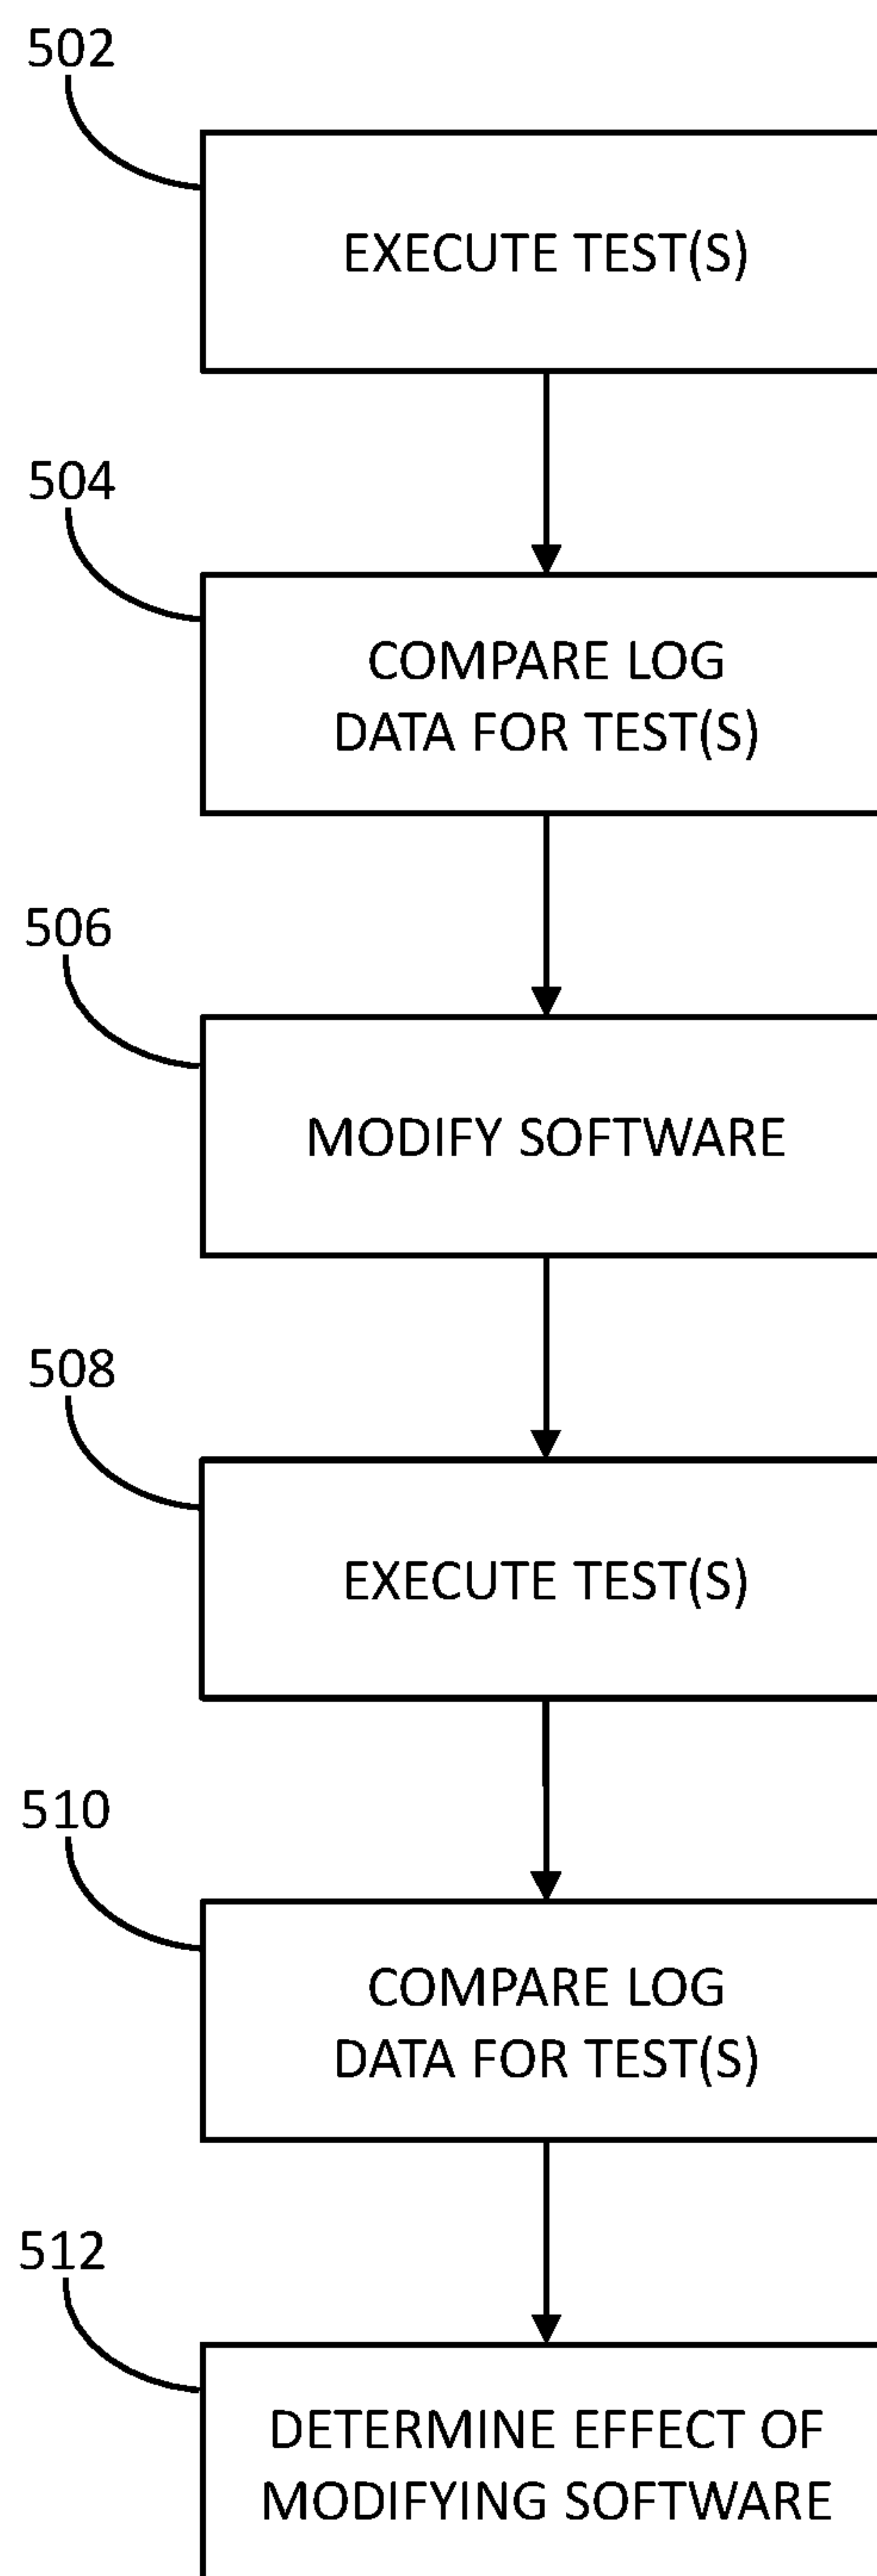 502
EXECUTE TEST(S)
504
COMPARE LOG
DATA FOR TEST(S)
506
MODIFY SOFTWARE
508
EXECUTE TEST(S)
510
COMPARE LOG
DATA FOR TEST(S)
512
DETERMINE EFFECT OF
MODIFYING SOFTWARE